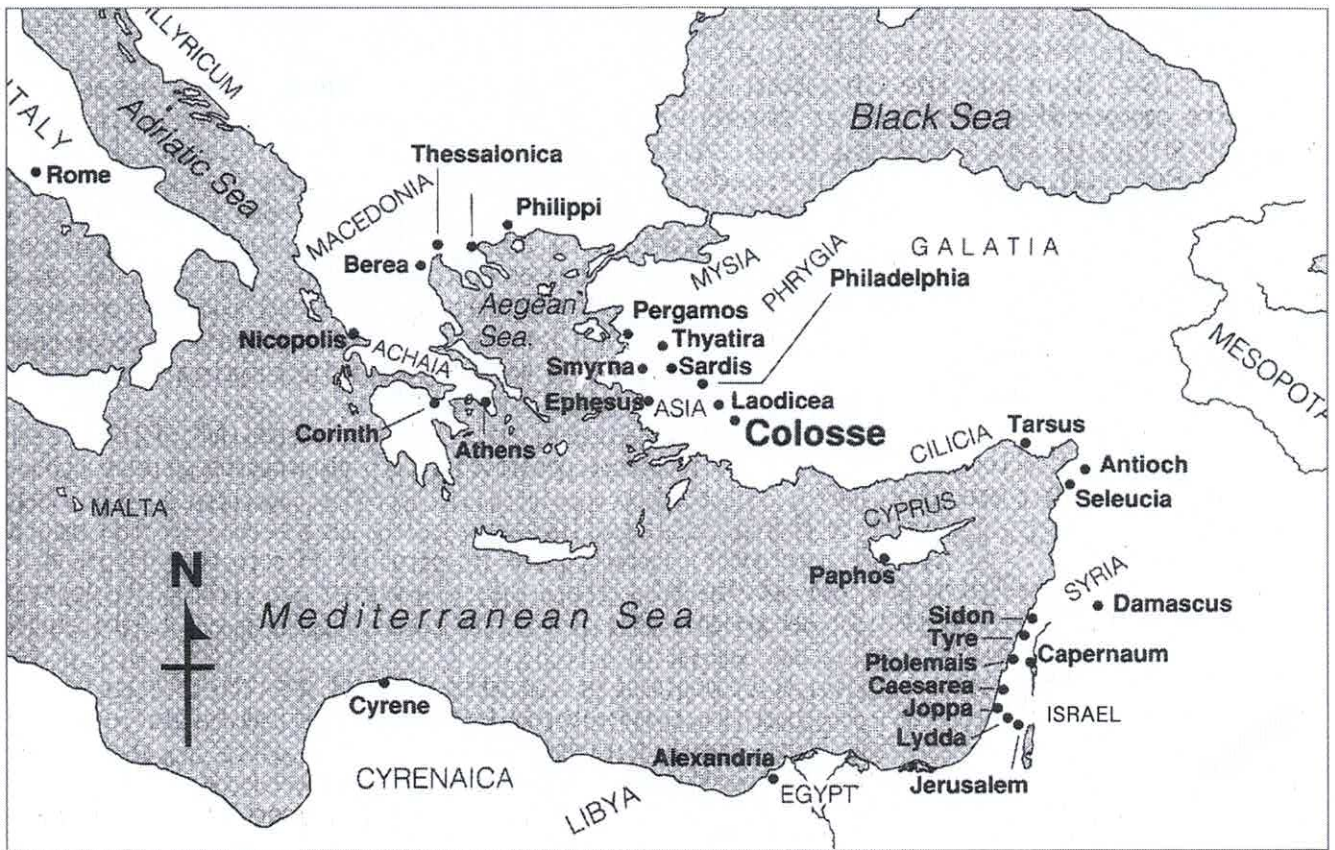 ILLYRICUM
ITALY
Adriatic Sea
Black Sea
Rome
Thessalonica
MACEDONIA
Philippi
Berea
GALATIA
MYSIA
PHRYGIA
Philadelphia
Aegean
Sea.
Pergamos
Thyatira
Nicopolis
ACHAIA
Smyrna
Sardis
MESOPOTA
Ephesus
ASIA
Laodicea
Colosse
Corinth
Athens
CILICIA
Tarsus
Antioch
Seleucia
MALTA
CYPRUS
Paphos
N
Mediterranean Sea
SYRIA
Damascus
Sidon
Tyre
Ptolemais
Capernaum
Caesarea
Joppa
ISRAEL
Lydda
Cyrene
Alexandria
Jerusalem
CYRENAICA
LIBYA
EGYPT